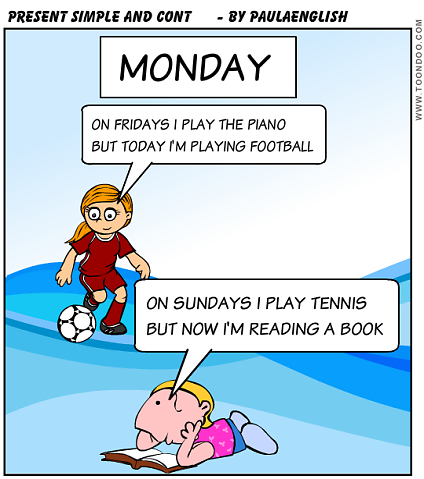 PRESENT SIMPLE AND CONT - BY PAULAENGLISH
MONDAY
ON FRIDAYS I PLAY THE PIANO
BUT TODAY I'M PLAYING FOOTBALL
ON SUNDAYS I PLAY TENNIS
BUT NOW I'M READING A BOOK
WWW.TOONDOO.COM